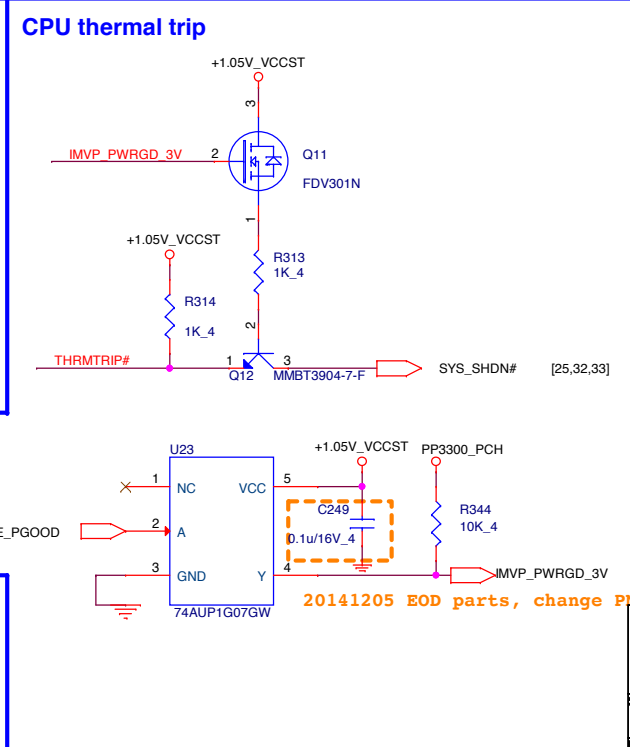 CPU thermal trip
+1.05V_VCCST
3
IMVP_PWRGD_3V
2
Q11
FDV301N
1
+1.05V_VCCST
R313
1K_4
R314
1K_4
2
THRMTRIP#
1
3
SYS_SHDN#
[25,32,33]
Q12
MMBT3904-7-F
U23
+1.05V_VCCST
PP3300_PCH
1
NC
VCC
5
C249
0.1u/16V_4
R344
10K_4
E_PGOOD
2
A
3
GND
Y
4
IMVP_PWRGD_3V
74AUP1G07GW
20141205 EOD parts, change